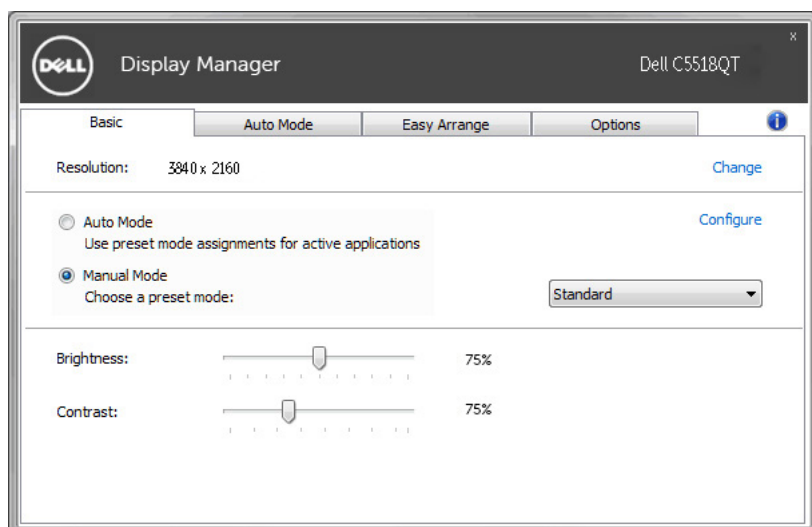 DELL
Display Manager
Dell C5518QT
x
Basic
Auto Mode
Easy Arrange
Options
i
Resolution: 3840 x 2160 Change
Auto Mode Configure
Use preset mode assignments for active applications
Manual Mode
Choose a preset mode: Standard
Brightness: 75%
Contrast: 75%